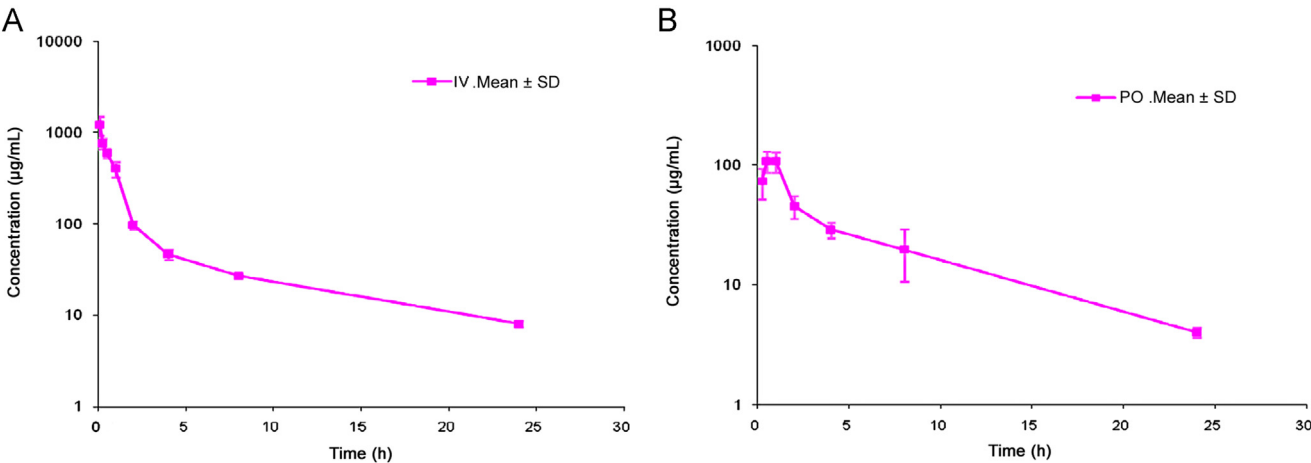 A
10000
1000
100
10
1
Concentration (µg/mL)
IV .Mean ± SD
0 5 10 15 20 25 30
Time (h)
B
1000
100
10
1
Concentration (µg/mL)
PO .Mean ± SD
0 5 10 15 20 25 30
Time (h)